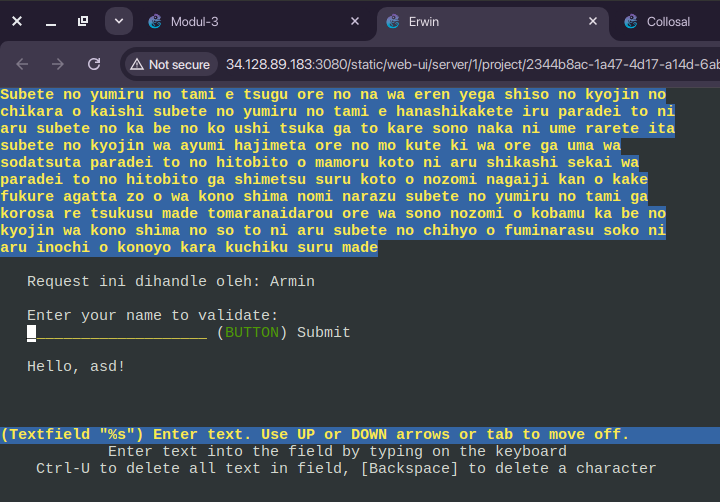 Modul-3
Erwin
Collosal
Not secure 34.128.89.183:3080/static/web-ui/server/1/project/2344b8ac-1a47-4d17-a14d-6ab
Subete no yumiru no tami e tsugu ore no na wa eren yega shiso no kyojin no
chikara o kaishi subete no yumiru no tami e hanashikakete iru paradei to ni
aru subete no ka be no ko ushi tsuka ga to kare sono naka ni ume rarete ita
subete no kyojin wa ayumi hajimeta ore no mo kute ki wa ore ga uma wa
sodatsuta paradei to no hitobito o mamoru koto ni aru shikashi sekai wa
paradei to no hitobito ga shimetsu suru koto o nozomi nagaiji kan o kake
fukure agatta zo o wa kono shima nomi narazu subete no yumiru no tami ga
korosa re tsukusu made tomaranaidarou ore wa sono nozomi o kobamu ka be no
kyojin wa kono shima no so to ni aru subete no chihyo o fuminarasu soko ni
aru inochi o konoyo kara kuchiku suru made
Request ini dihandle oleh: Armin
Enter your name to validate:
____________________ (BUTTON) Submit
Hello, asd!
(Textfield "%s") Enter text. Use UP or DOWN arrows or tab to move off.
Enter text into the field by typing on the keyboard
Ctrl-U to delete all text in field, [Backspace] to delete a character